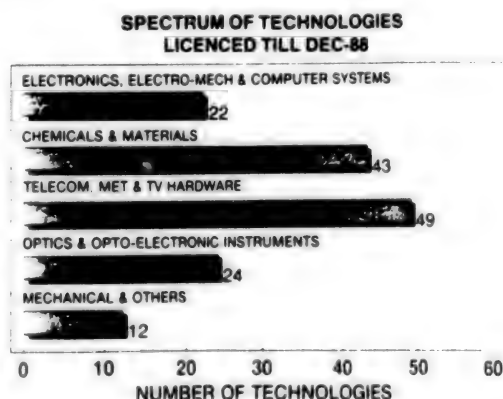 SPECTRUM OF TECHNOLOGIES
LICENCED TILL DEC-88
ELECTRONICS, ELECTRO-MECH & COMPUTER SYSTEMS
22
CHEMICALS & MATERIALS
43
TELECOM. MET & TV HARDWARE
49
OPTICS & OPTO-ELECTRONIC INSTRUMENTS
24
MECHANICAL & OTHERS
12
0 10 20 30 40 50 60
NUMBER OF TECHNOLOGIES